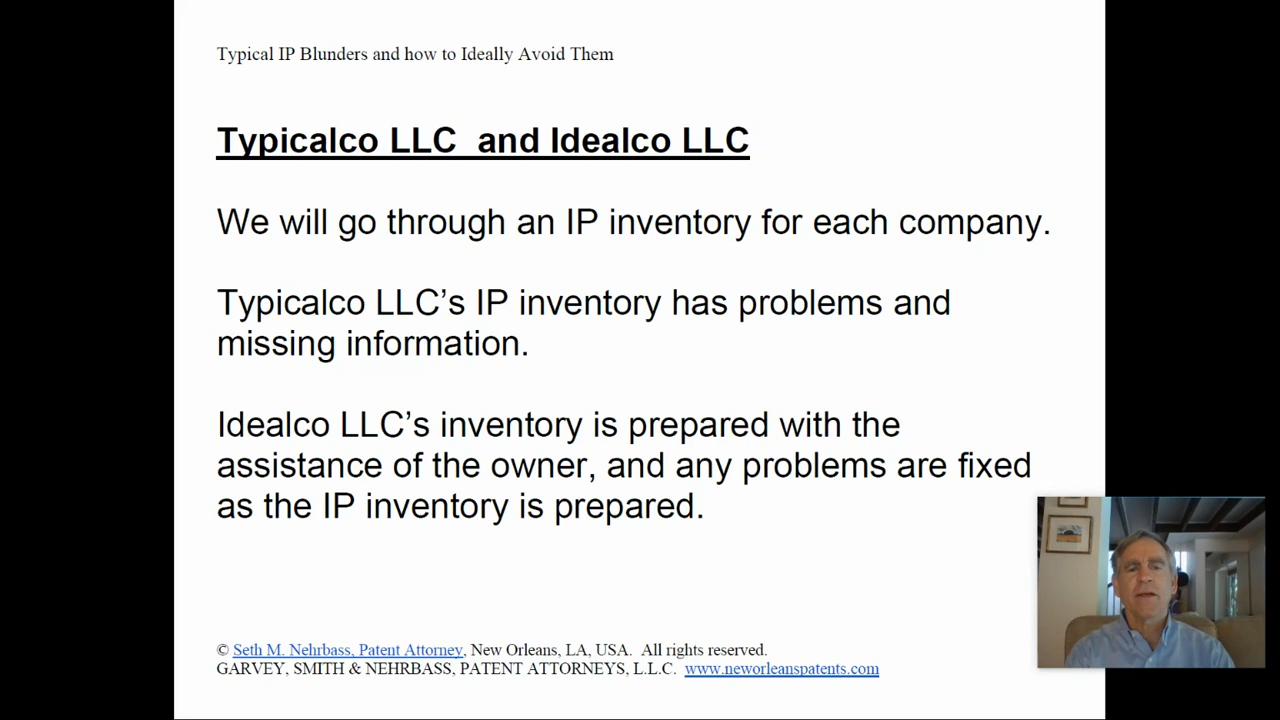 Typical IP Blunders and how to Ideally Avoid Them
Typicalco LLC  and Idealco LLC
We will go through an IP inventory for each company.
Typicalco LLC’s IP inventory has problems and
missing information.
Idealco LLC’s inventory is prepared with the
assistance of the owner, and any problems are fixed
as the IP inventory is prepared.
© Seth M. Nehrbass, Patent Attorney, New Orleans, LA, USA.  All rights reserved.
GARVEY, SMITH & NEHRBASS, PATENT ATTORNEYS, L.L.C.  www.neworleanspatents.com